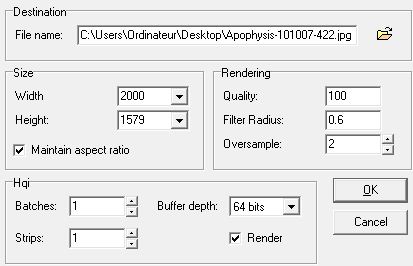 Destination
File name: C:\Users\Ordinateur\Desktop\Apophysis-101007-422.jpg
Size
Width 2000
Height: 1579
Maintain aspect ratio
Rendering
Quality: 100
Filter Radius: 0.6
Oversample: 2
Hqi
Batches: 1 Buffer depth: 64 bits
Strips: 1 Render
OK
Cancel